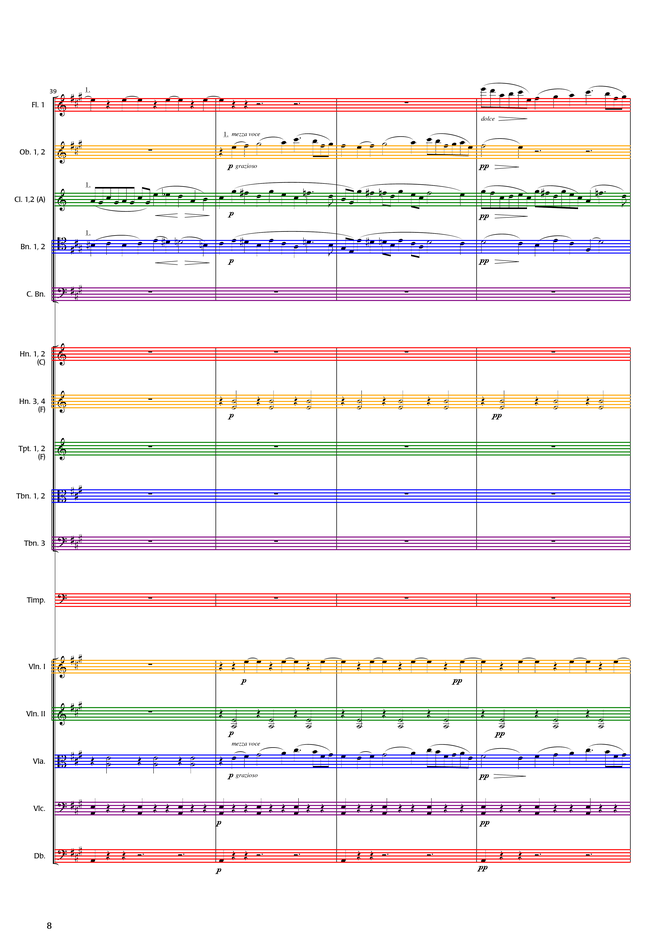 39
Fl. 1
1.
dolce
Ob. 1, 2
1. mezza voce
p grazioso
pp
Cl. 1,2 (A)
1.
p
pp
Bn. 1, 2
1.
p
pp
C. Bn.
Hn. 1, 2
(C)
Hn. 3, 4
(F)
p
pp
Tpt. 1, 2
(F)
Tbn. 1, 2
Tbn. 3
Timp.
Vln. I
p
pp
Vln. II
p
pp
mezza voce
Vla.
p grazioso
pp
Vlc.
p
pp
Db.
p
pp
8